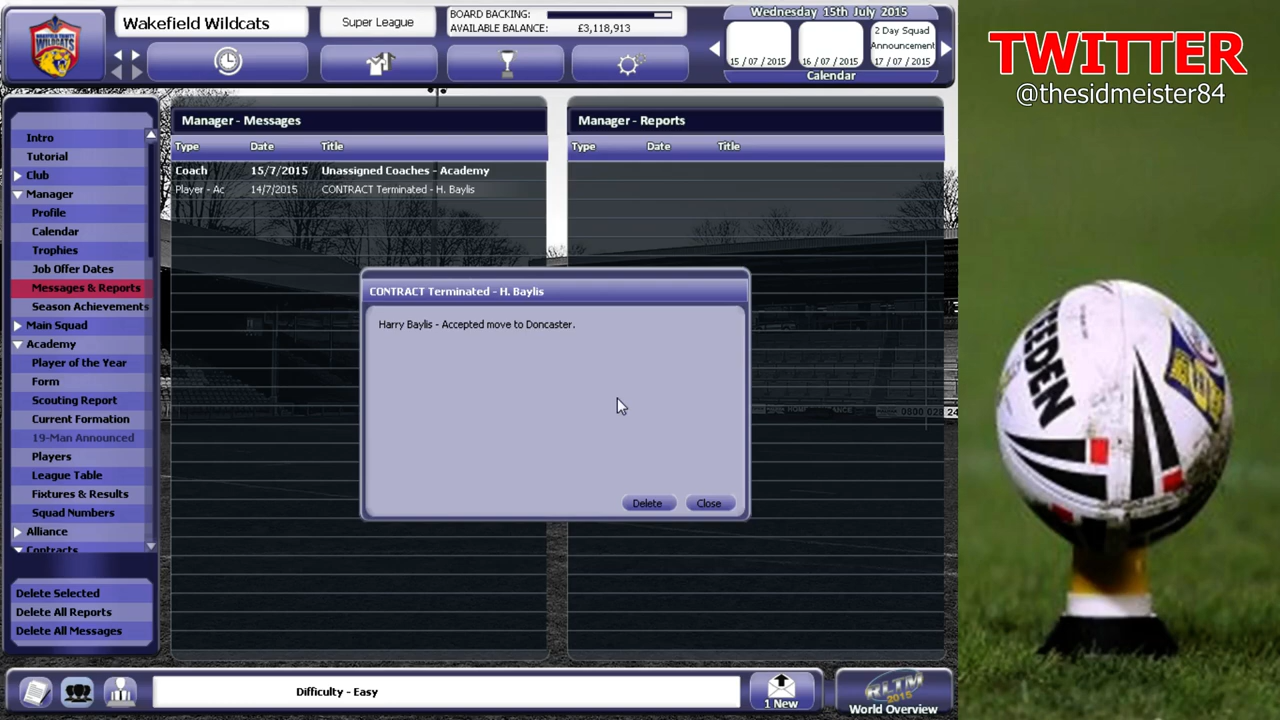 Wakefield Wildcats
Super League
BOARD BACKING:
AVAILABLE BALANCE: £3,118,913
Wednesday 15th July 2015
2 Day Squad
Announcement
15 / 07 / 2015
16 / 07 / 2015
17 / 07 / 2015
Calendar
TWITTER
@thesidmeister84
Intro
Tutorial
Club
Manager
Profile
Calendar
Trophies
Job Offer Dates
Messages & Reports
Season Achievements
Main Squad
Academy
Player of the Year
Form
Scouting Report
Current Formation
19-Man Announced
Players
League Table
Fixtures & Results
Squad Numbers
Alliance
Contracts
Delete Selected
Delete All Reports
Delete All Messages
Manager - Messages
Type Date Title
Coach 15/7/2015 Unassigned Coaches - Academy
Player - Ac 14/7/2015 CONTRACT Terminated - H. Baylis
Manager - Reports
Type Date Title
CONTRACT Terminated - H. Baylis
Harry Baylis - Accepted move to Doncaster.
Delete
Close
Difficulty - Easy
1 New
RLTM
2015
World Overview
WILDCATS